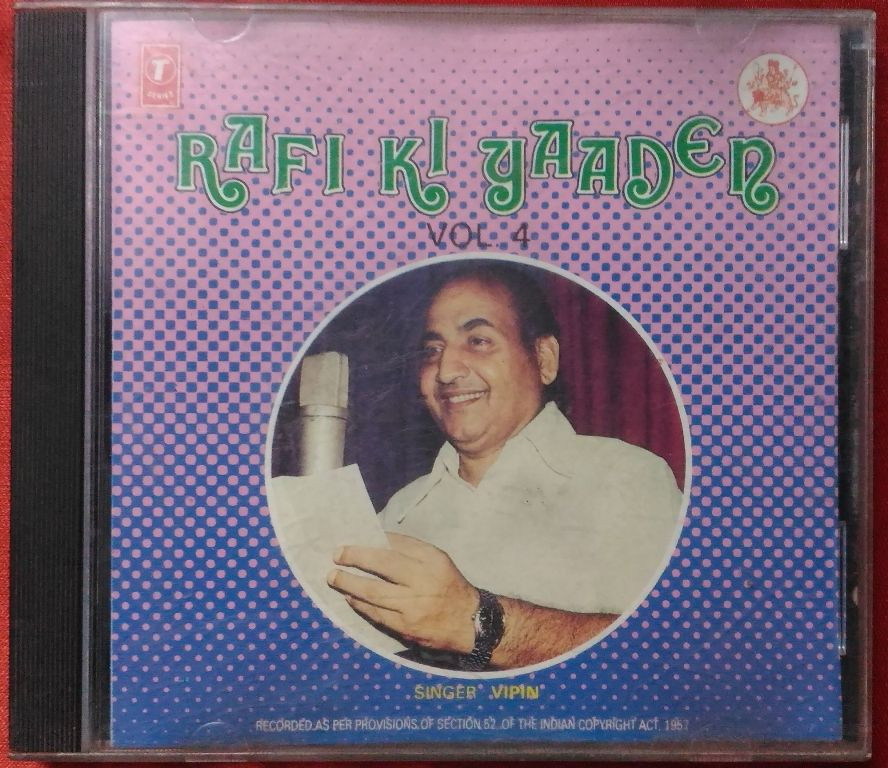 T
SERIES
RAFI KI YAADEN
VOL. 4
SINGER VIPIN
RECORDED AS PER PROVISIONS OF SECTION 52 OF THE INDIAN COPYRIGHT ACT, 1957